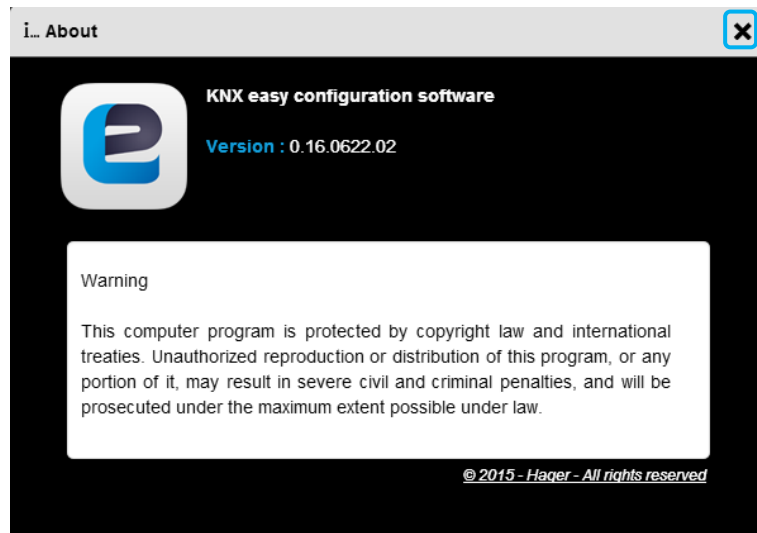 i... About
KNX easy configuration software
Version : 0.16.0622.02
Warning
This computer program is protected by copyright law and international
treaties. Unauthorized reproduction or distribution of this program, or any
portion of it, may result in severe civil and criminal penalties, and will be
prosecuted under the maximum extent possible under law.
© 2015 - Hager - All rights reserved